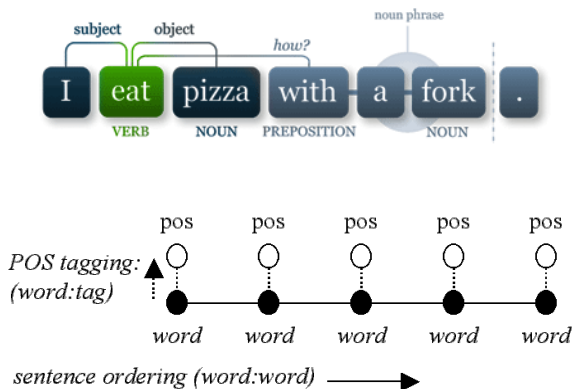 noun phrase
subject object how?
I eat pizza with a fork .
VERB NOUN PREPOSITION NOUN
pos pos pos pos pos
POS tagging:
(word:tag)
word word word word word
sentence ordering (word:word)